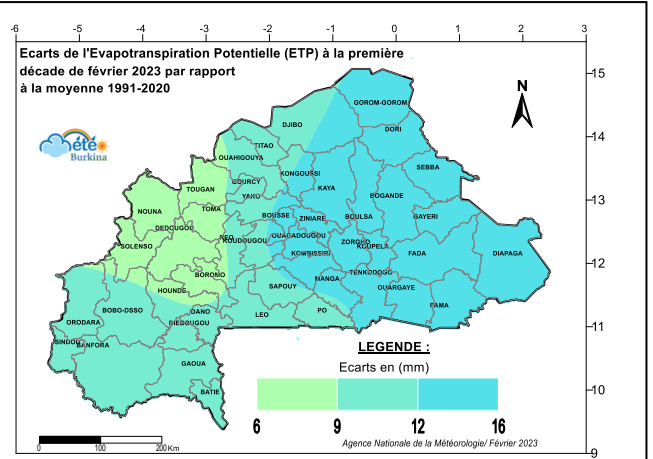 -6 -5 -4 -3 -2 -1 0 1 2 3
Ecarts de l'Evapotranspiration Potentielle (ETP) à la première
décade de février 2023 par rapport
à la moyenne 1991-2020
15
N
GOROM-GOROM
DJIBO
DORI
14
été
Burkina
TITAO
OUAHIGOUYA
SEBBA
KONGOUSSI
GOURCY
TOUGAN
KAYA
YAKO
BOGANDE
13
NOUNA
TOMA
BOUSSE
ZINIARE
BOULSA
GAYERI
DEDOUGOU
OUAGADOUGOU
REO
KOUDOUGOU
ZORGHO
KOUPELA
SOLENSO
KOMBISSIRI
FADA
DIAPAGA
12
BOROMO
TENKODOGO
MANGA
SAPOUY
OUARGAYE
HOUNDE
PAMA
BOBO-DSSO
DANO
LEO
PO
ORODARA
DIEBOUGOU
11
SINDOU
BANFORA
LEGENDE :
GAOUA
Ecarts en (mm)
BATIE
10
6 9 12 16
0 100 200 Km
Agence Nationale de la Météorologie/ Février 2023
9